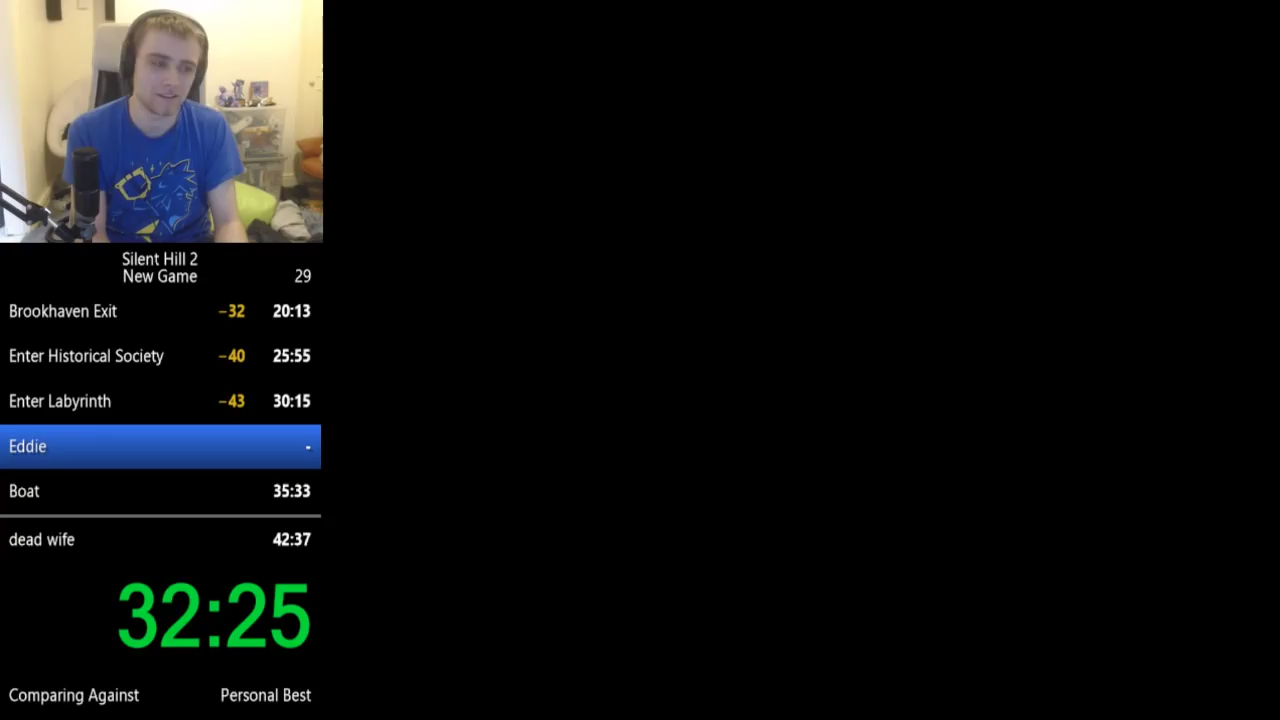 Silent Hill 2
New Game 29
Brookhaven Exit −32 20:13
Enter Historical Society −40 25:55
Enter Labyrinth −43 30:15
Eddie -
Boat 35:33
dead wife 42:37
32:25
Comparing Against Personal Best